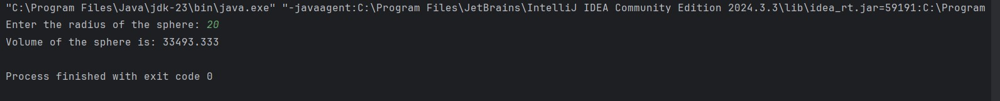 "C:\Program Files\Java\jdk-23\bin\java.exe" "-javaagent:C:\Program Files\JetBrains\IntelliJ IDEA Community Edition 2024.3.3\lib\idea_rt.jar=59191:C:\Program
Enter the radius of the sphere: 20
Volume of the sphere is: 33493.333
Process finished with exit code 0